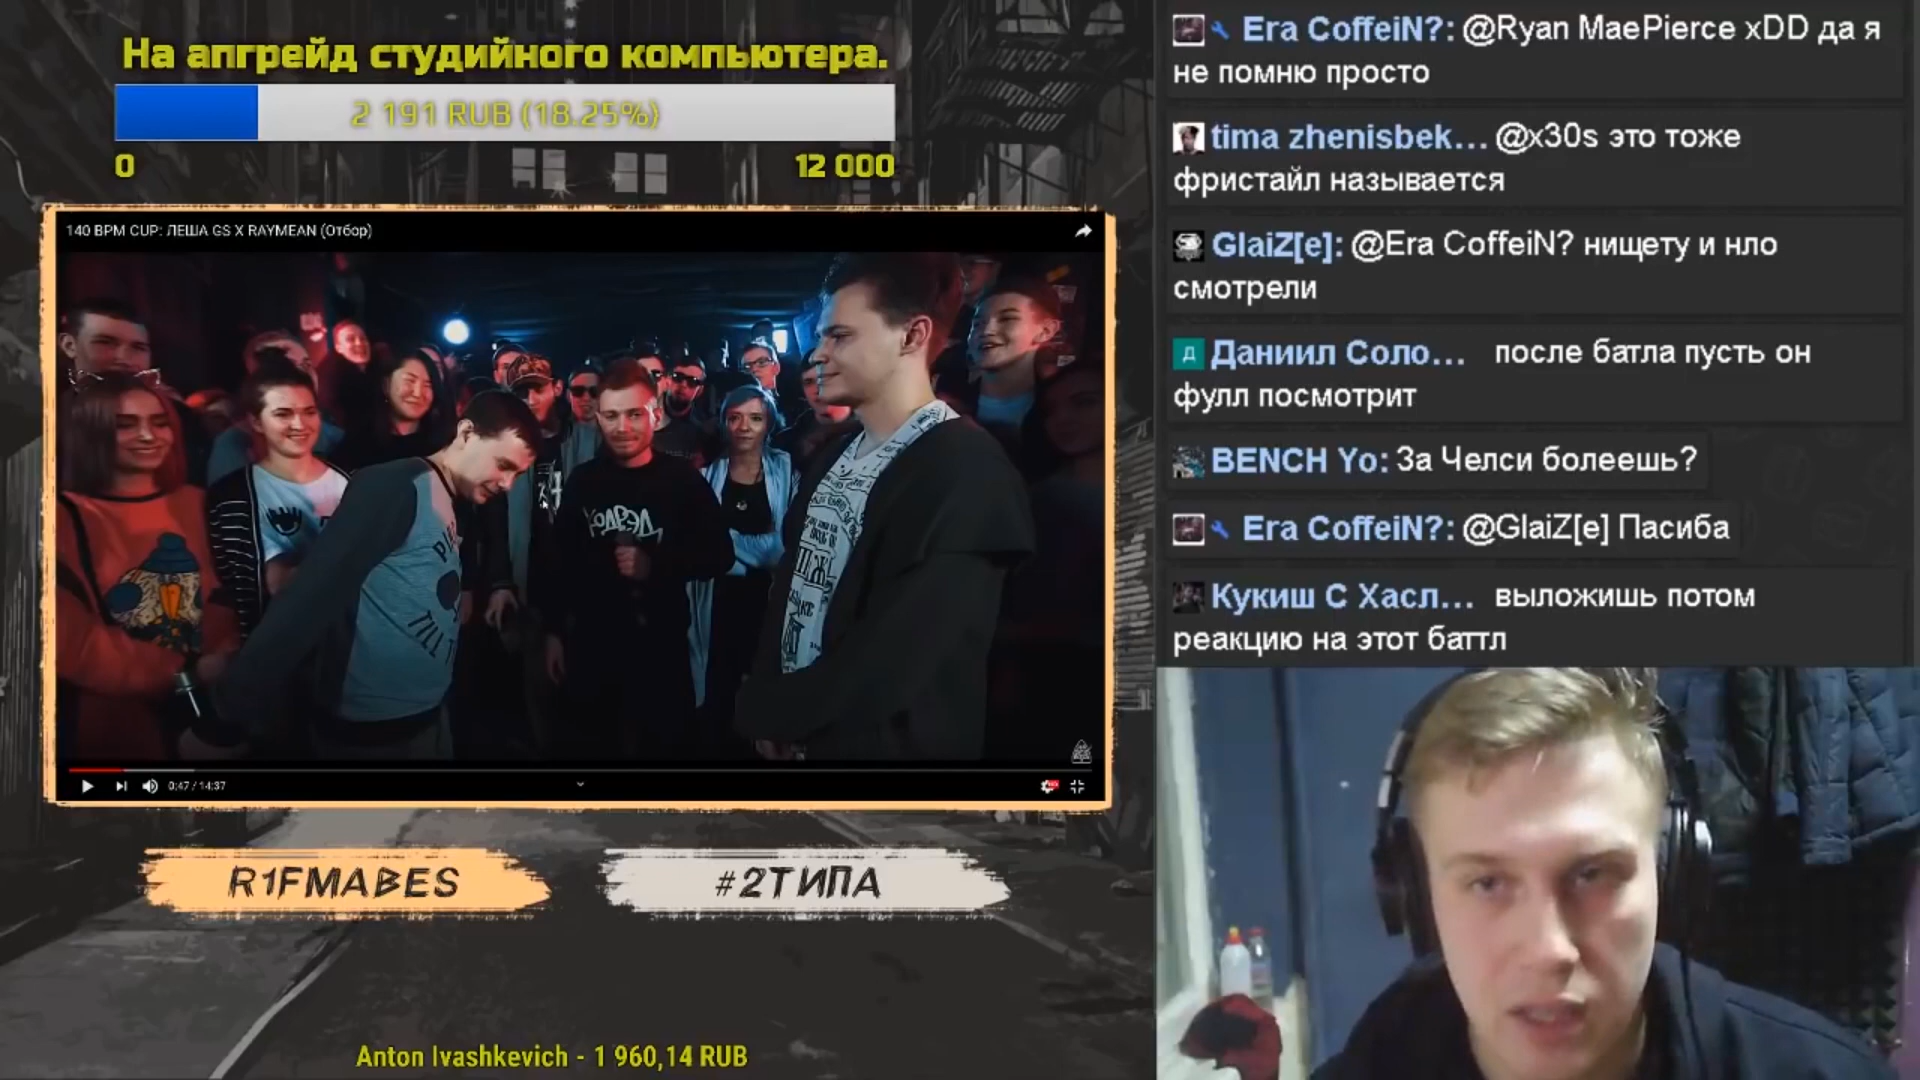 На апгрейд студийного компьютера.
2 191 RUB (18.25%)
0
12 000
140 BPM CUP: ЛЕША GS X RAYMEAN (Отбор)
0:47 / 14:37
R1FMABES
#2ТИПА
Anton Ivashkevich - 1 960,14 RUB
Era CoffeiN?: @Ryan MaePierce xDD да я
не помню просто
tima zhenisbek... @x30s это тоже
фристайл называется
GlaiZ[e]: @Era CoffeiN? нищету и нло
смотрели
Д Даниил Соло... после батла пусть он
фулл посмотрит
BENCH Yo: За Челси болеешь?
Era CoffeiN?: @GlaiZ[e] Пасиба
Кукиш С Хасл... выложишь потом
реакцию на этот баттл